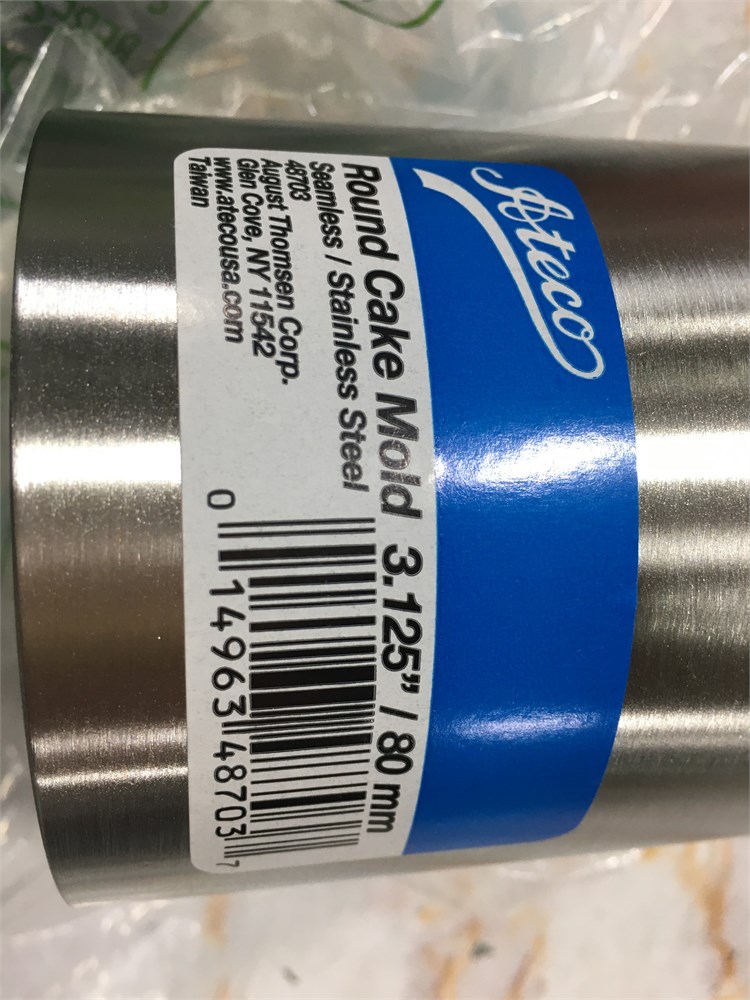 Ateco
Round Cake Mold 3.125” / 80 mm
Seamless / Stainless Steel
48703
August Thomsen Corp.
Glen Cove, NY 11542
www.atecousa.com
Taiwan
0 14963 48703 7